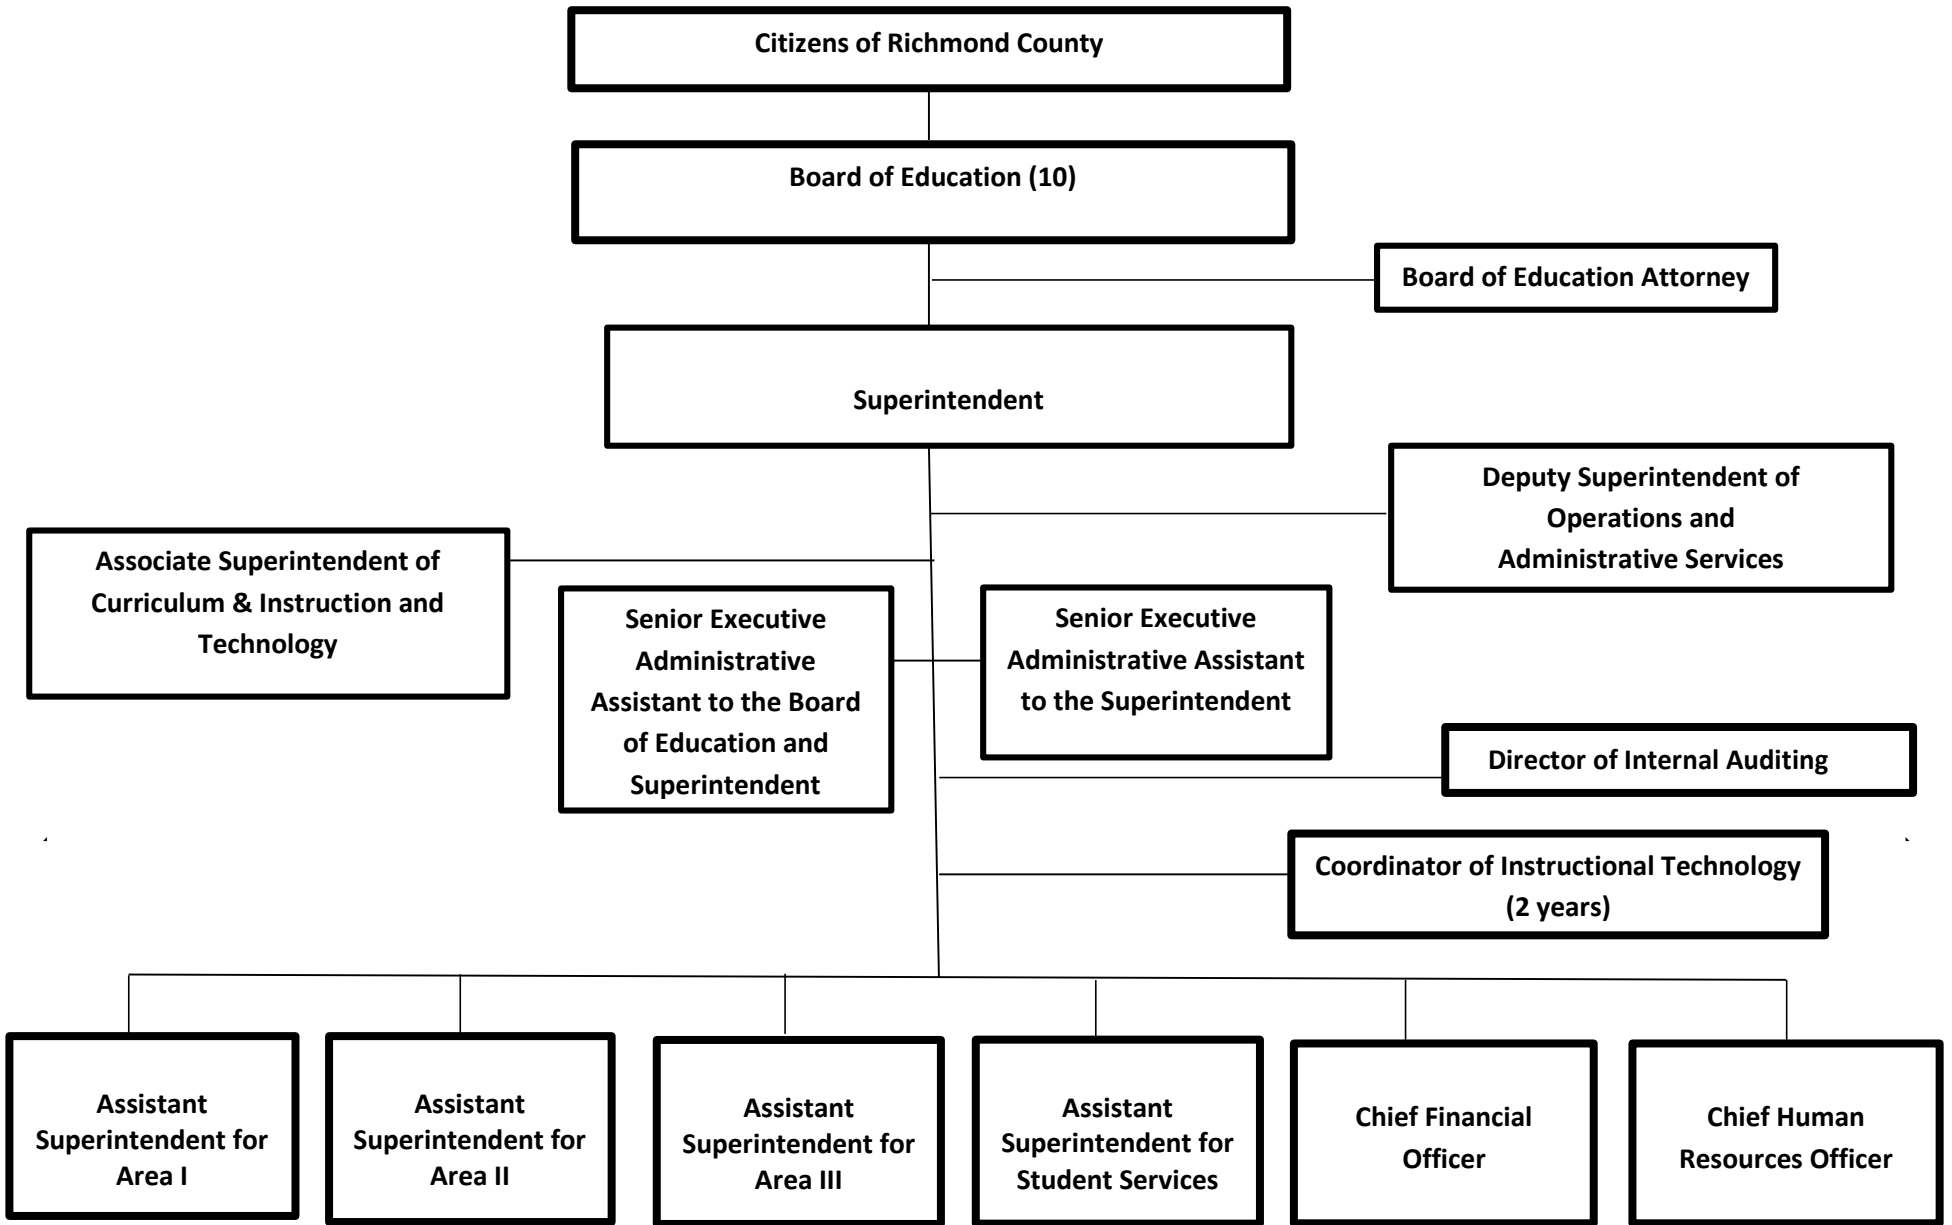 Citizens of Richmond County
Board of Education (10)
Board of Education Attorney
Superintendent
Deputy Superintendent of
Operations and
Administrative Services
Associate Superintendent of
Curriculum & Instruction and
Technology
Senior Executive
Administrative
Assistant to the Board
of Education and
Superintendent
Senior Executive
Administrative Assistant
to the Superintendent
Director of Internal Auditing
Coordinator of Instructional Technology
(2 years)
Assistant
Superintendent for
Area I
Assistant
Superintendent for
Area II
Assistant
Superintendent for
Area III
Assistant
Superintendent for
Student Services
Chief Financial
Officer
Chief Human
Resources Officer